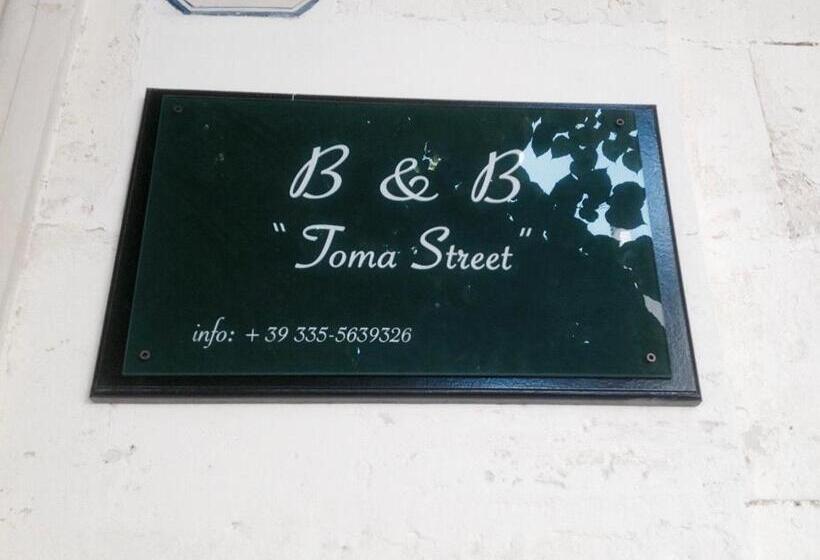 B & B
"Toma Street"
info: + 39 335-5639326